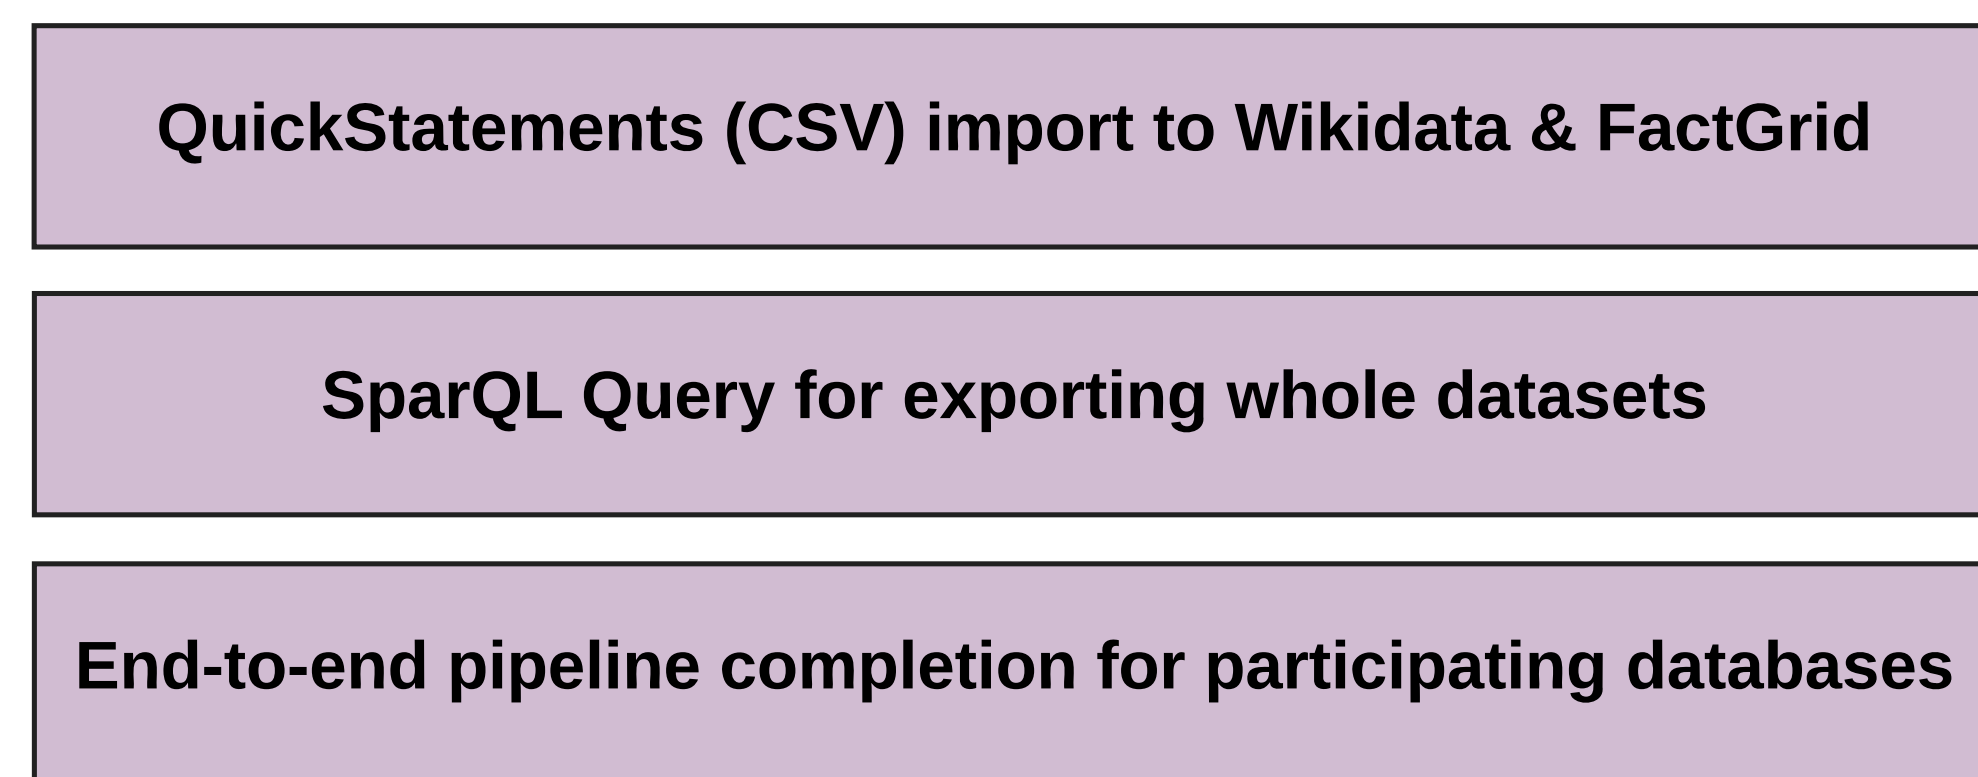 QuickStatements (CSV) import to Wikidata & FactGrid
SparQL Query for exporting whole datasets
End-to-end pipeline completion for participating databases